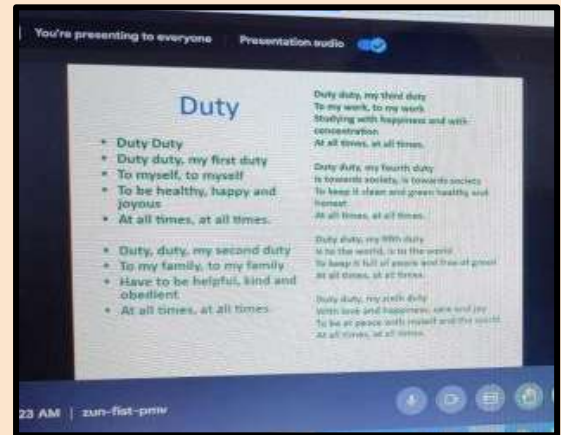 You're presenting to everyone
Presentation audio
Duty
• Duty Duty
• Duty duty, my first duty
• To myself, to myself
• To be healthy, happy and
joyous
• At all times, at all times.
• Duty, duty, my second duty
• To my family, to my family
• Have to be helpful, kind and
obedient
• At all times, at all times
Duty duty, my third duty
To my work, to my work
Studying with happiness and with
concentration
At all times, at all times.
Duty duty, my fourth duty
Is towards society, is towards society
To keep it clean and green healthy and
honest
At all times, at all times.
Duty duty, my fifth duty
Is to the world, is to the world
To keep it full of peace and free of greed
At all times, at all times.
Duty duty, my sixth duty
With love and happiness, care and joy
To be at peace with myself and the world
At all times, at all times.
23 AM | zun-fist-pmv